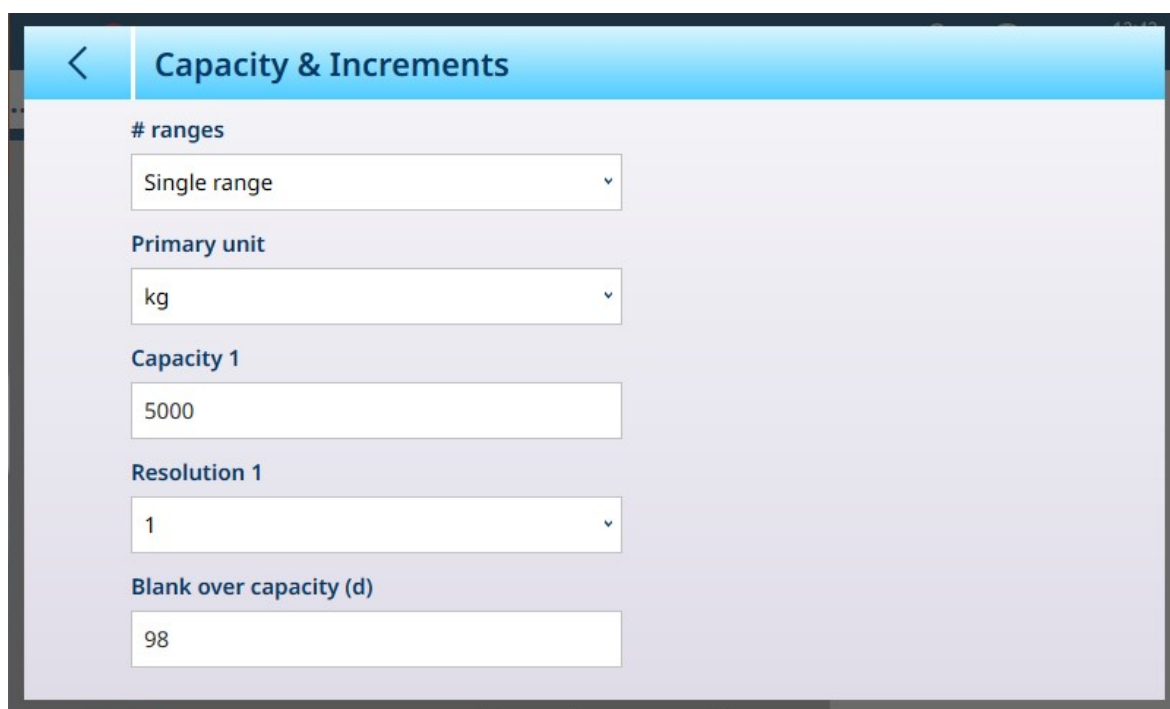 Capacity & Increments
# ranges
Single range
Primary unit
kg
Capacity 1
5000
Resolution 1
1
Blank over capacity (d)
98